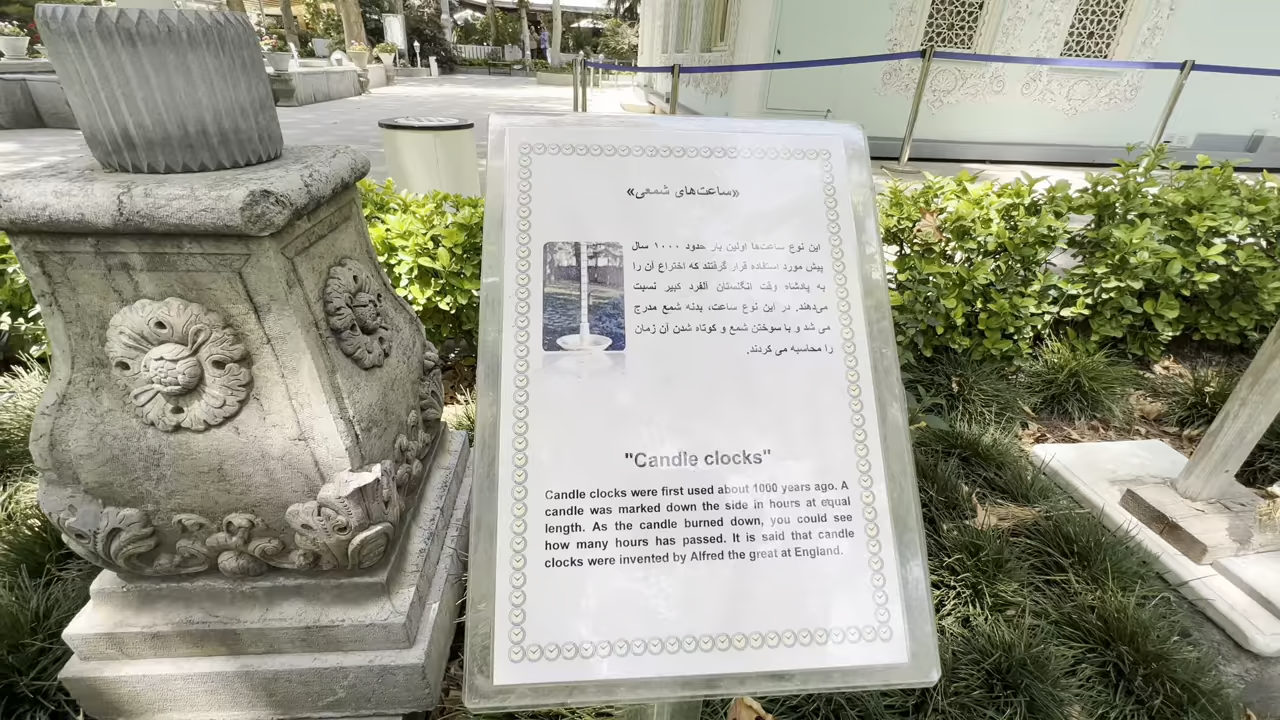 «ساعت‌های شمعی»
این نوع ساعت‌ها اولین بار حدود ۱۰۰۰ سال
پیش مورد استفاده قرار گرفتند که اختراع آن را
به پادشاه وقت انگلستان آلفرد کبیر نسبت
می‌دهند. در این نوع ساعت، بدنه شمع مدرج
می شد و با سوختن شمع و کوتاه شدن آن زمان
را محاسبه می کردند.
"Candle clocks"
Candle clocks were first used about 1000 years ago. A
candle was marked down the side in hours at equal
length. As the candle burned down, you could see
how many hours has passed. It is said that candle
clocks were invented by Alfred the great at England.